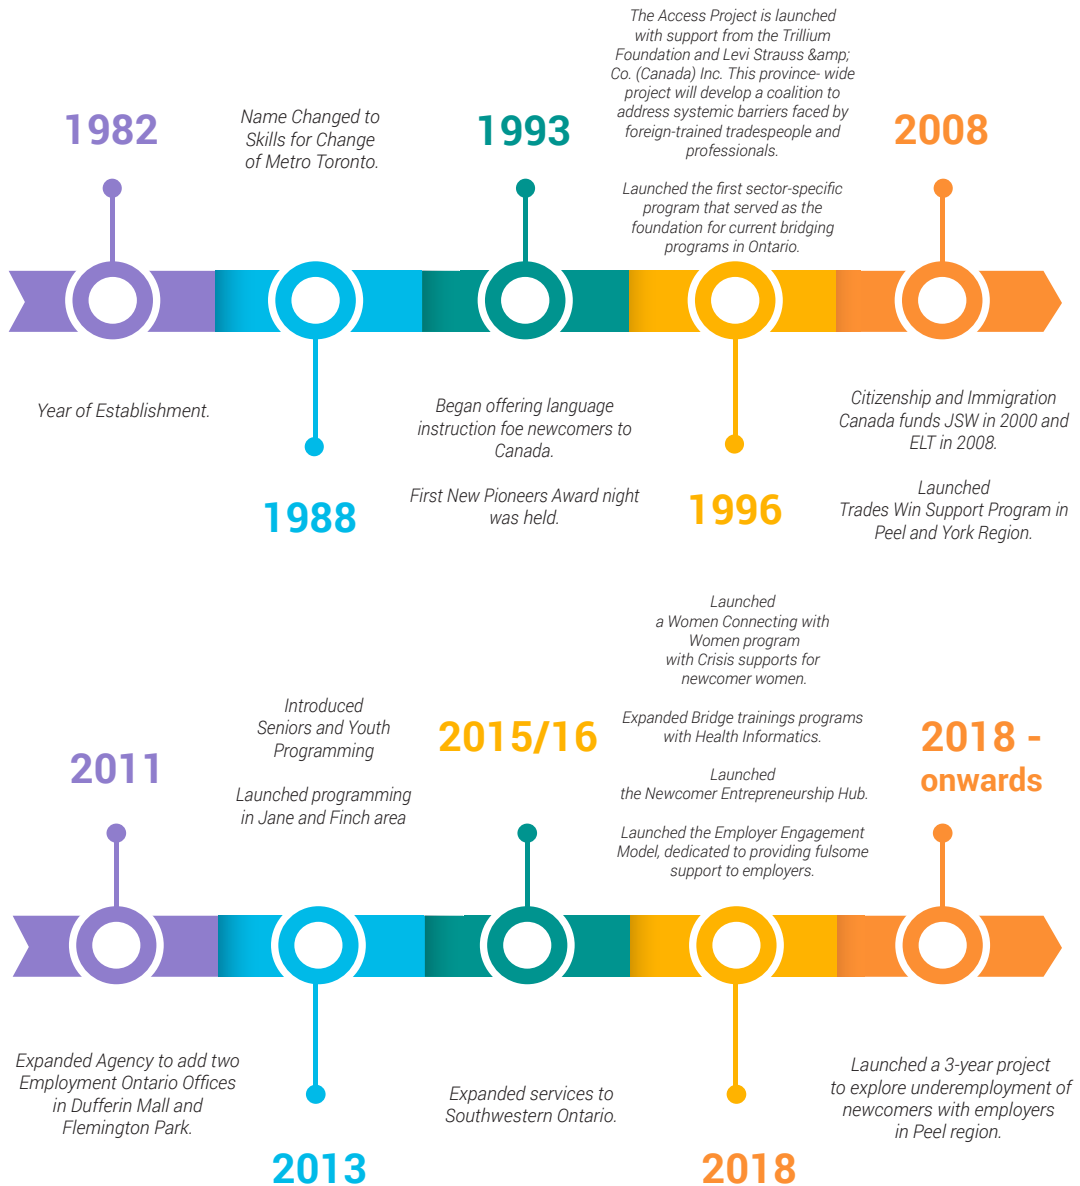 1982
Year of Establishment.
Name Changed to
Skills for Change
of Metro Toronto.
1988
1993
Began offering language
instruction foe newcomers to
Canada.
First New Pioneers Award night
was held.
The Access Project is launched
with support from the Trillium
Foundation and Levi Strauss &amp;
Co. (Canada) Inc. This province- wide
project will develop a coalition to
address systemic barriers faced by
foreign-trained tradespeople and
professionals.
Launched the first sector-specific
program that served as the
foundation for current bridging
programs in Ontario.
1996
2008
Citizenship and Immigration
Canada funds JSW in 2000 and
ELT in 2008.
Launched
Trades Win Support Program in
Peel and York Region.
2011
Expanded Agency to add two
Employment Ontario Offices
in Dufferin Mall and
Flemington Park.
Introduced
Seniors and Youth
Programming
Launched programming
in Jane and Finch area
2013
2015/16
Expanded services to
Southwestern Ontario.
Launched
a Women Connecting with
Women program
with Crisis supports for
newcomer women.
Expanded Bridge trainings programs
with Health Informatics.
Launched
the Newcomer Entrepreneurship Hub.
Launched the Employer Engagement
Model, dedicated to providing fulsome
support to employers.
2018
2018 -
onwards
Launched a 3-year project
to explore underemployment of
newcomers with employers
in Peel region.